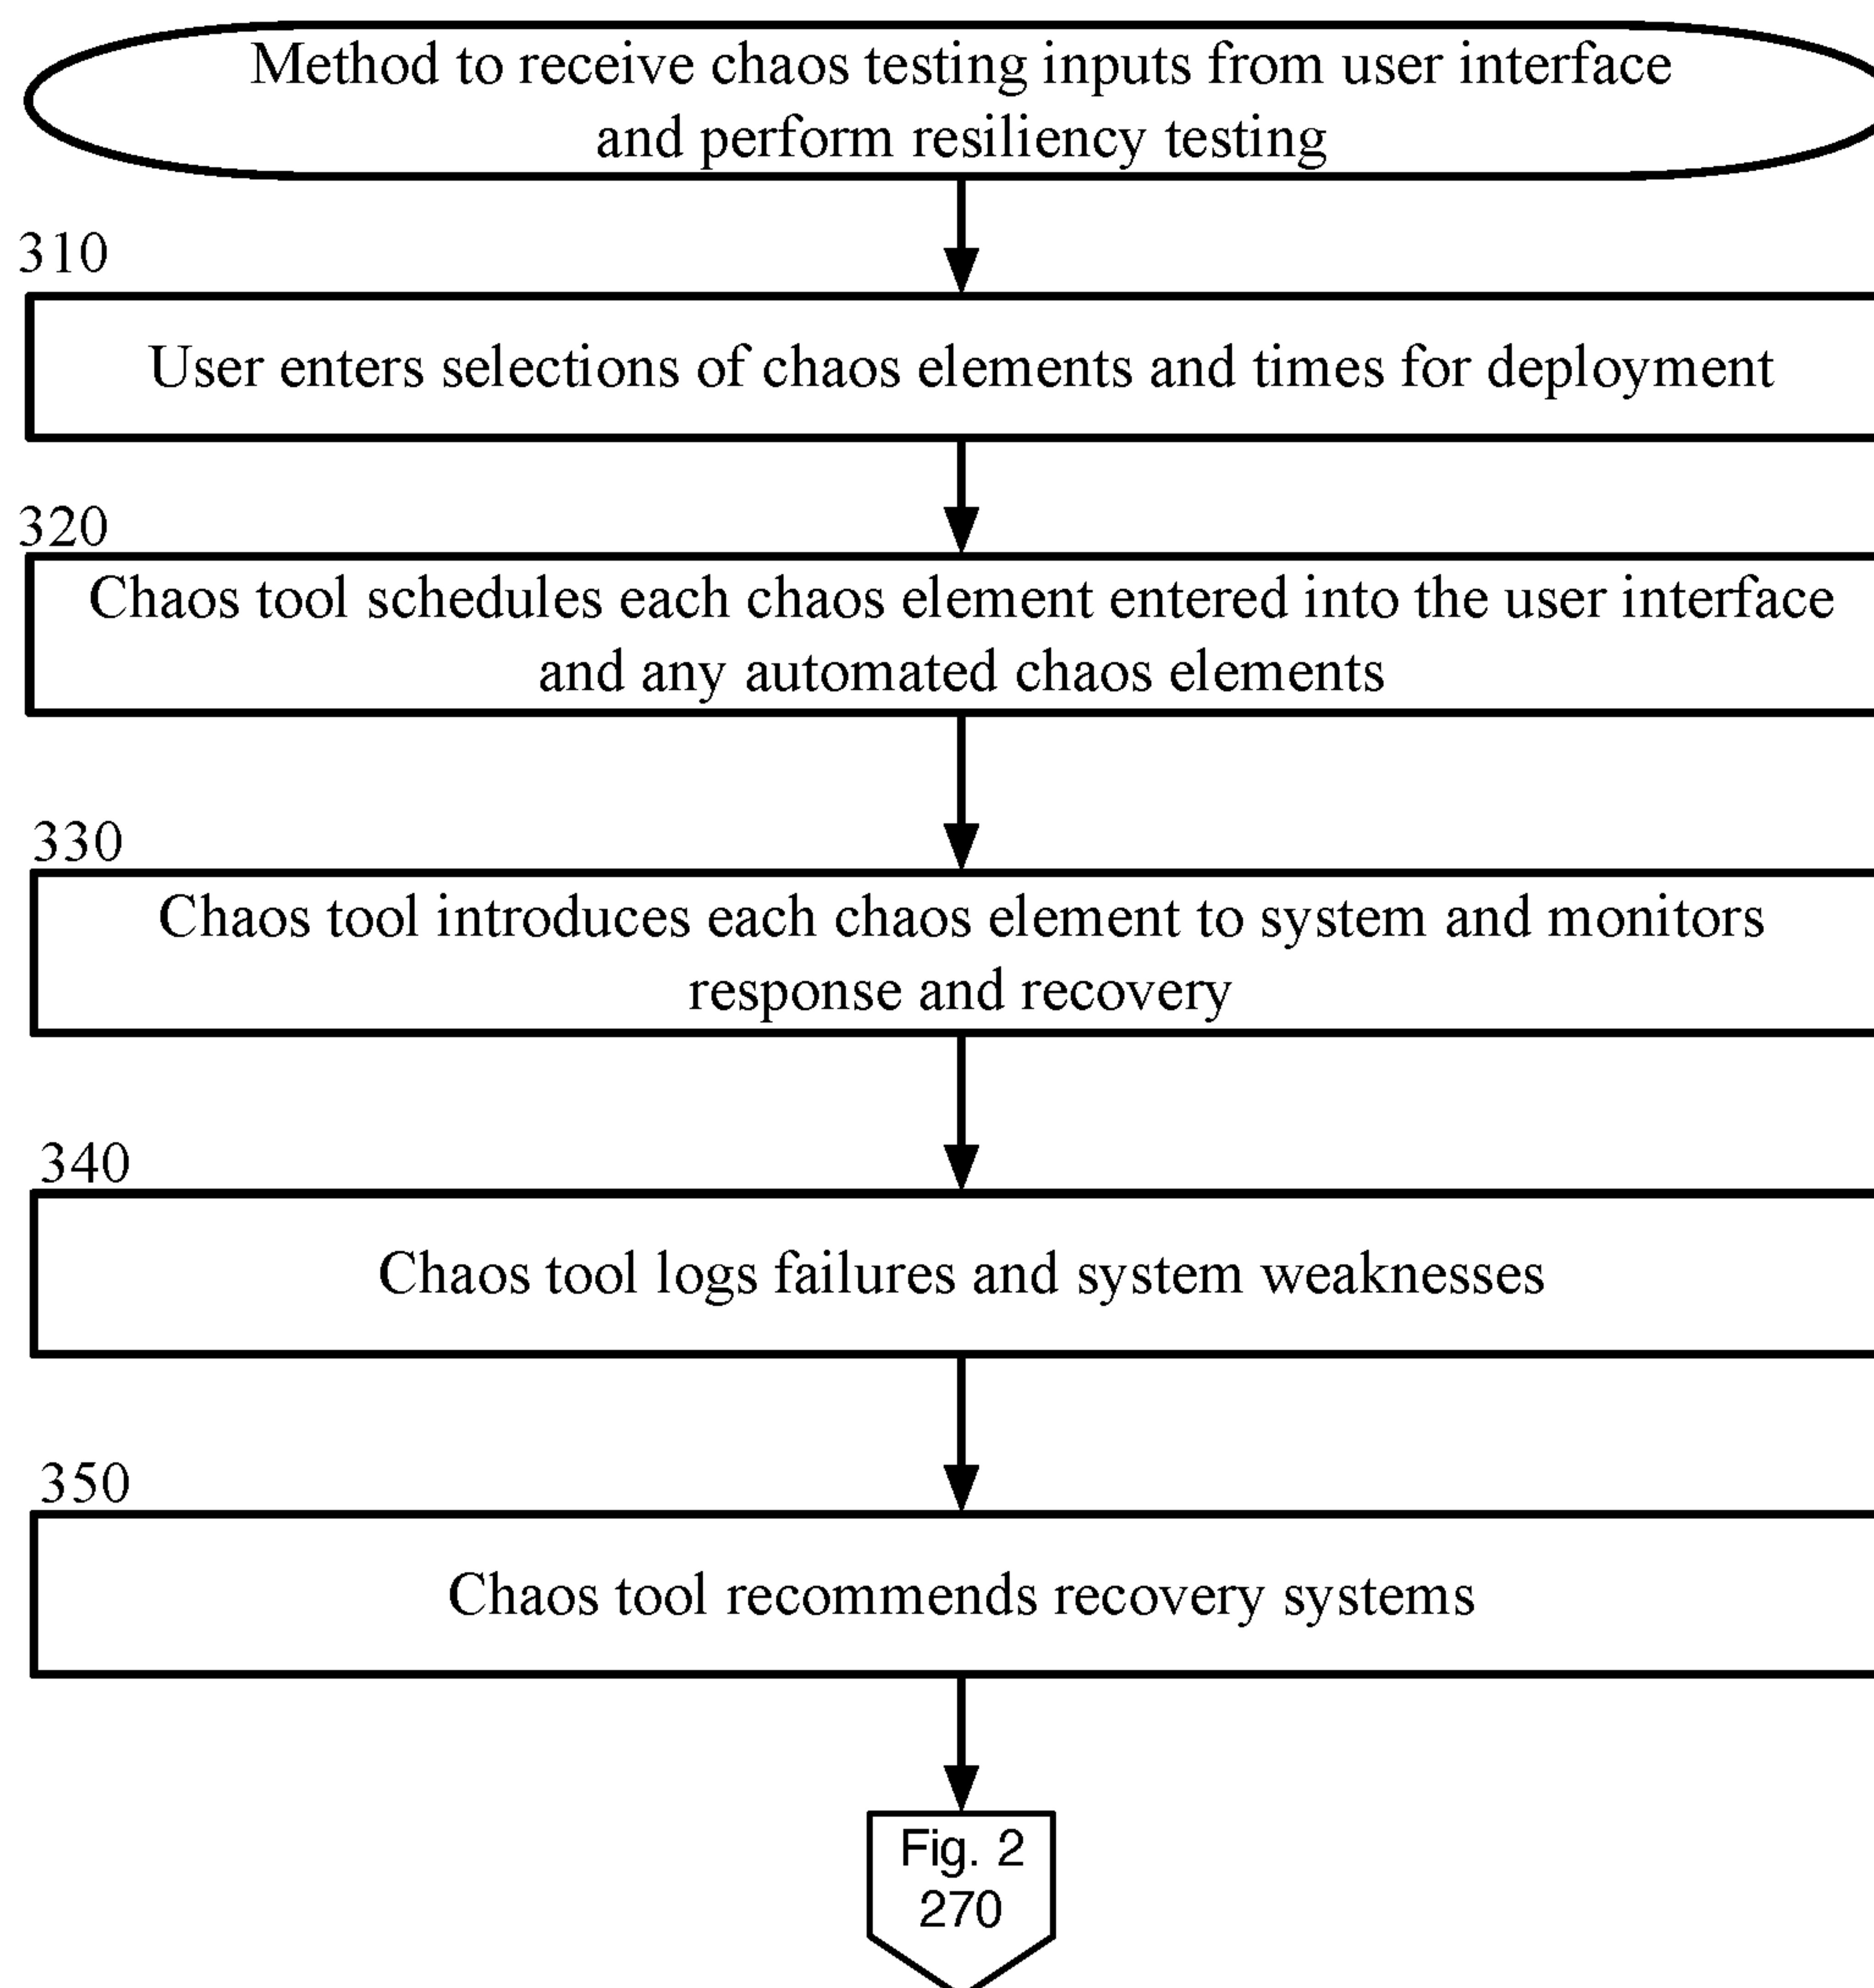 Method to receive chaos testing inputs from user interface
and perform resiliency testing
310
User enters selections of chaos elements and times for deployment
320
Chaos tool schedules each chaos element entered into the user interface
and any automated chaos elements
330
Chaos tool introduces each chaos element to system and monitors
response and recovery
340
Chaos tool logs failures and system weaknesses
350
Chaos tool recommends recovery systems
Fig. 2
270